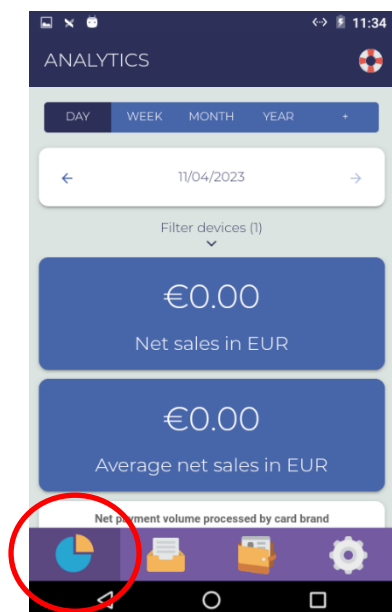 11:34
ANALYTICS
DAY WEEK MONTH YEAR +
11/04/2023
Filter devices (1)
€0.00
Net sales in EUR
€0.00
Average net sales in EUR
Net payment volume processed by card brand